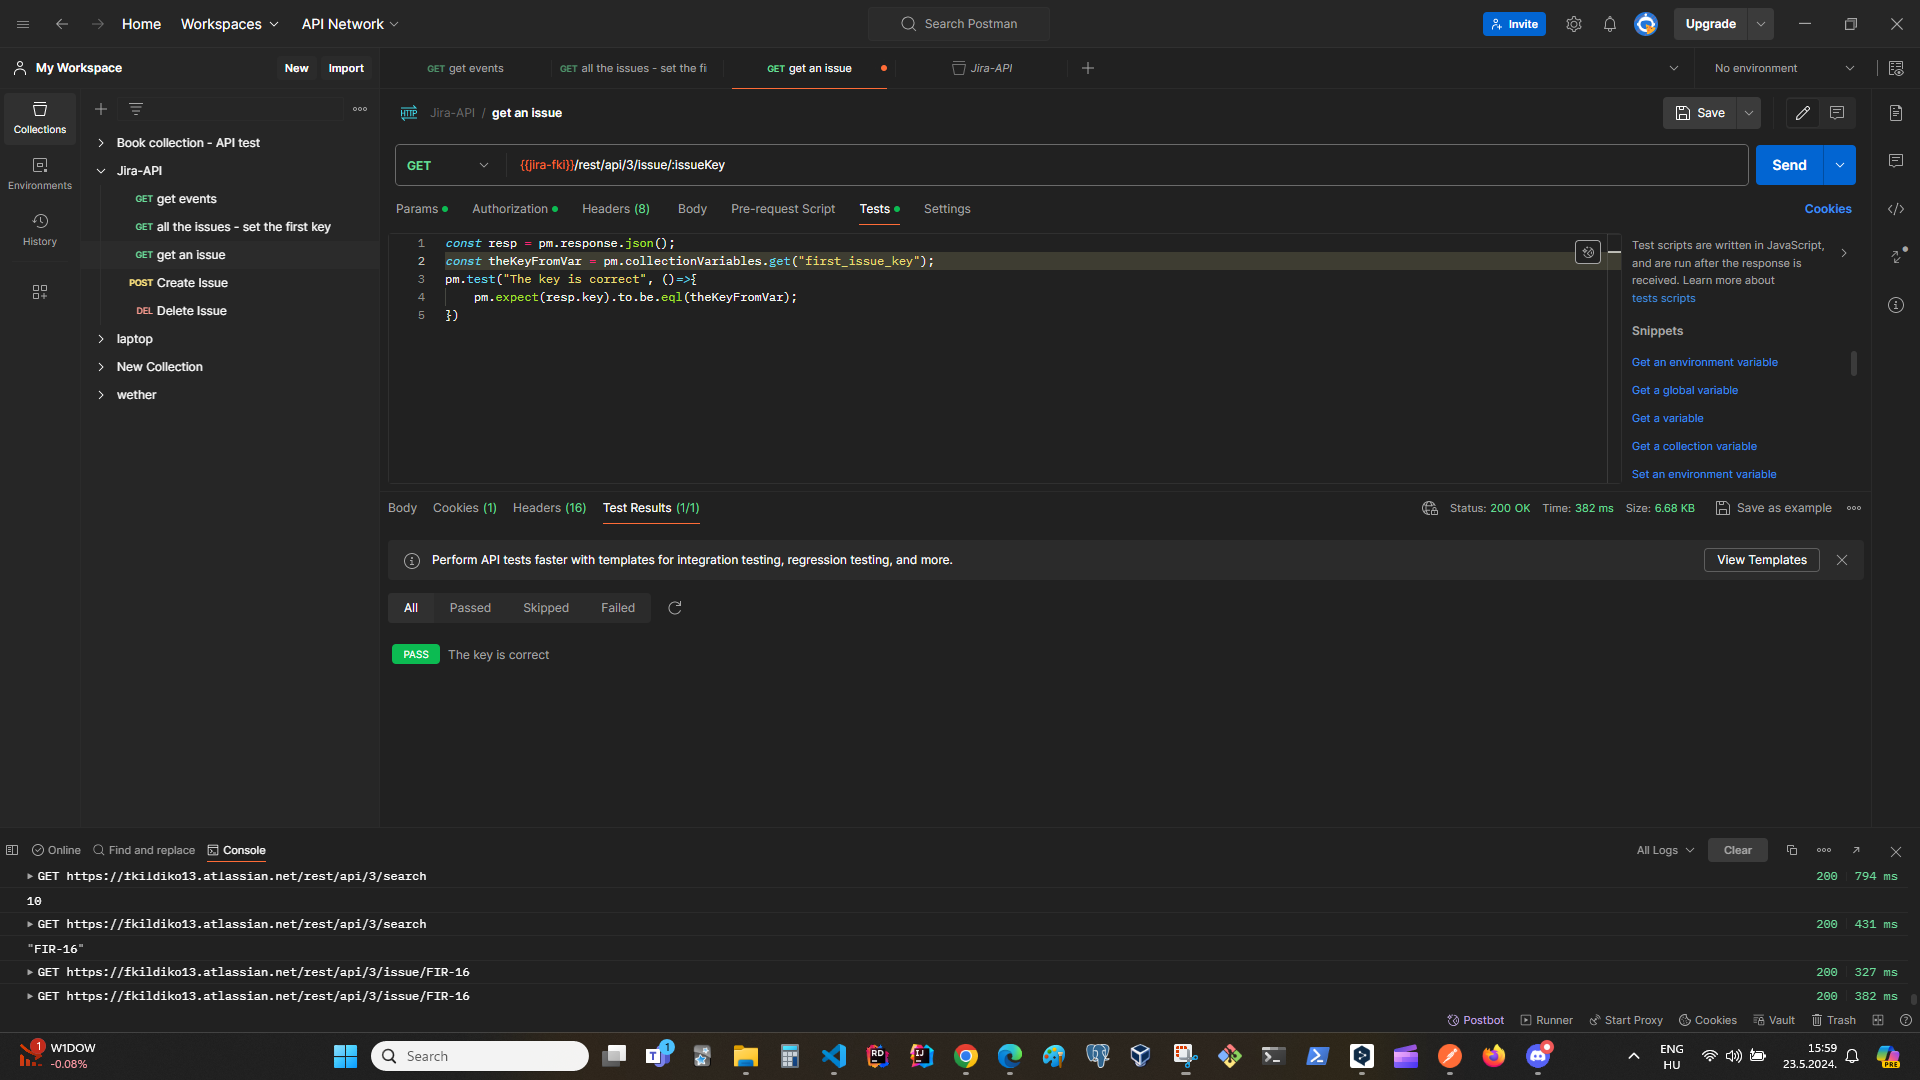 Home Workspaces API Network Search Postman Invite Upgrade
My Workspace New Import GET get events GET all the issues - set the fi GET get an issue Jira-API No environment
Collections
Environments
History
Book collection - API test
Jira-API
GET get events
GET all the issues - set the first key
GET get an issue
POST Create Issue
DEL Delete Issue
laptop
New Collection
wether
HTTP Jira-API / get an issue Save
GET {{jira-fki}}/rest/api/3/issue/:issueKey Send
Params Authorization Headers (8) Body Pre-request Script Tests Settings Cookies
1 const resp = pm.response.json();
2 const theKeyFromVar = pm.collectionVariables.get("first_issue_key");
3 pm.test("The key is correct", ()=>{
4 pm.expect(resp.key).to.be.eql(theKeyFromVar);
5 })
Test scripts are written in JavaScript,
and are run after the response is
received. Learn more about
tests scripts
Snippets
Get an environment variable
Get a global variable
Get a variable
Get a collection variable
Set an environment variable
Body Cookies (1) Headers (16) Test Results (1/1) Status: 200 OK Time: 382 ms Size: 6.68 KB Save as example
Perform API tests faster with templates for integration testing, regression testing, and more. View Templates
All Passed Skipped Failed
PASS The key is correct
Online Find and replace Console All Logs Clear
GET https://fkildiko13.atlassian.net/rest/api/3/search 200 794 ms
10
GET https://fkildiko13.atlassian.net/rest/api/3/search 200 431 ms
"FIR-16"
GET https://fkildiko13.atlassian.net/rest/api/3/issue/FIR-16 200 327 ms
GET https://fkildiko13.atlassian.net/rest/api/3/issue/FIR-16 200 382 ms
Postbot Runner Start Proxy Cookies Vault Trash
1 W1DOW
-0.08%
Search
1
RD
IJ
PRE
ENG
HU
15:59
23.5.2024.